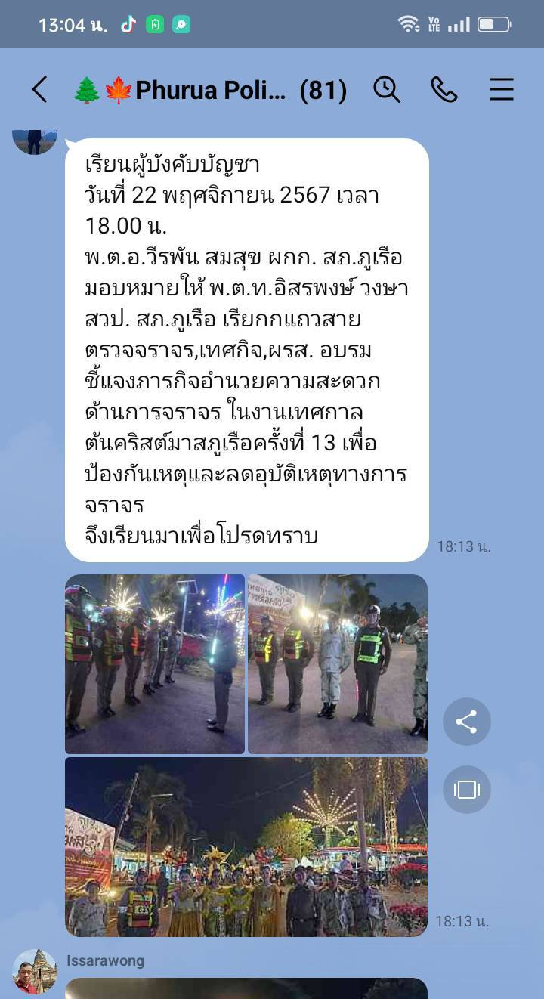 13:04 น.
Vo
LTE
🌲🍁Phurua Poli... (81)
เรียนผู้บังคับบัญชา
วันที่ 22 พฤศจิกายน 2567 เวลา
18.00 น.
พ.ต.อ.วีรพัน สมสุข ผกก. สภ.ภูเรือ
มอบหมายให้ พ.ต.ท.อิสรพงษ์ วงษา
สวป. สภ.ภูเรือ เรียกกแถวสาย
ตรวจจราจร,เทศกิจ,ผรส. อบรม
ชี้แจงภารกิจอำนวยความสะดวก
ด้านการจราจร ในงานเทศกาล
ต้นคริสต์มาสภูเรือครั้งที่ 13 เพื่อ
ป้องกันเหตุและลดอุบัติเหตุทางการ
จราจร
จึงเรียนมาเพื่อโปรดทราบ
18:13 น.
18:13 น.
Issarawong